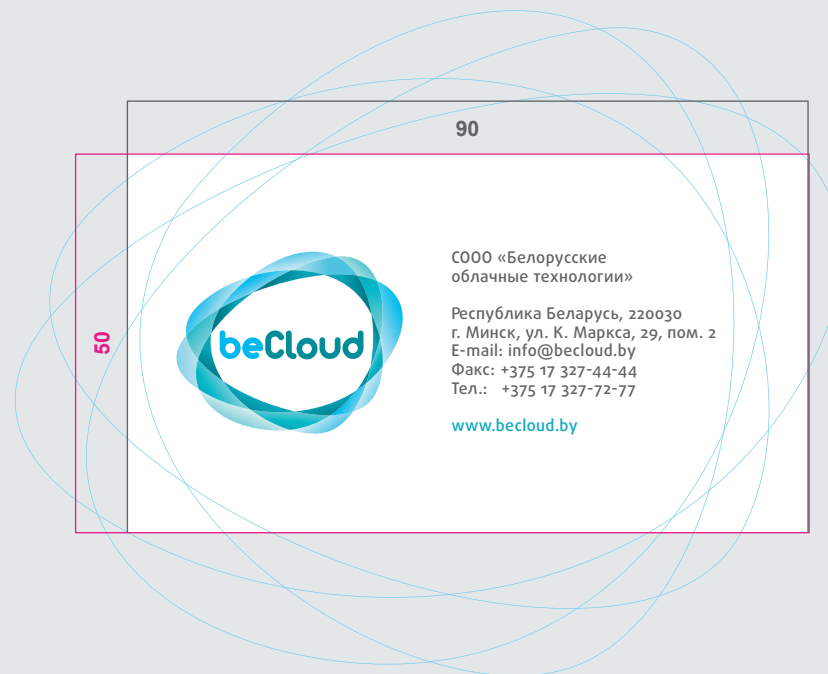 90
50
beCloud
СООО «Белорусские
облачные технологии»
Республика Беларусь, 220030
г. Минск, ул. К. Маркса, 29, пом. 2
E-mail: info@becloud.by
Факс: +375 17 327-44-44
Тел.: +375 17 327-72-77
www.becloud.by